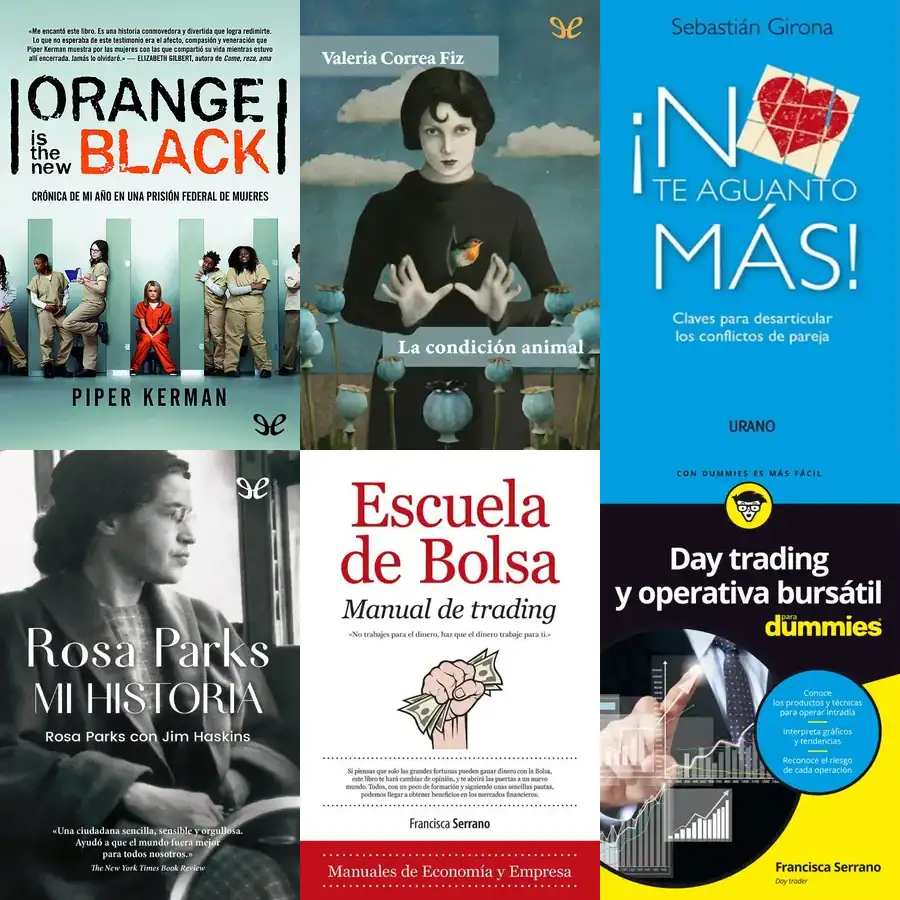 «Me encantó este libro. Es una historia conmovedora y divertida que logra redimirte.
Lo que queda de este testimonio era el afecto, compasión y veneración que
Piper Kerman muestra por las mujeres con las que compartió su vida mientras estuvo
allí encerrada. Jamás lo olvidaré.» — ELIZABETH GILBERT, autora de Come, reza, ama
ORANGE
is
the
new
BLACK
CRÓNICA DE MI AÑO EN UNA PRISIÓN FEDERAL DE MUJERES
PIPER KERMAN
Valeria Correa Fiz
La condición animal
Sebastián Girona
¡NO
TE AGUANTO
MÁS!
Claves para desarticular
los conflictos de pareja
URANO
Rosa Parks
MI HISTORIA
Rosa Parks con Jim Haskins
«Una ciudadana sencilla, sensible y orgullosa.
Ayudó a que el mundo fuera mejor
para todos nosotros.»
The New York Times Book Review
Escuela
de Bolsa
Manual de trading
«No trabajes para el dinero, haz que el dinero trabaje para ti.»
Si piensas que solo las grandes fortunas pueden ganar dinero con la Bolsa,
este libro te hará cambiar de opinión, y te abrirá las puertas a un nuevo
mundo. Todos, con un poco de formación y siguiendo unas sencillas pautas,
podemos llegar a obtener beneficios en los mercados financieros.
Francisca Serrano
Manuales de Economía y Empresa
CON DUMMIES ES MÁS FÁCIL
Day trading
y operativa bursátil
para
dummies
Conoce
los productos y técnicas
para operar intradía
Interpreta gráficos
y tendencias
Reconoce el riesgo
de cada operación
Francisca Serrano
Day trader